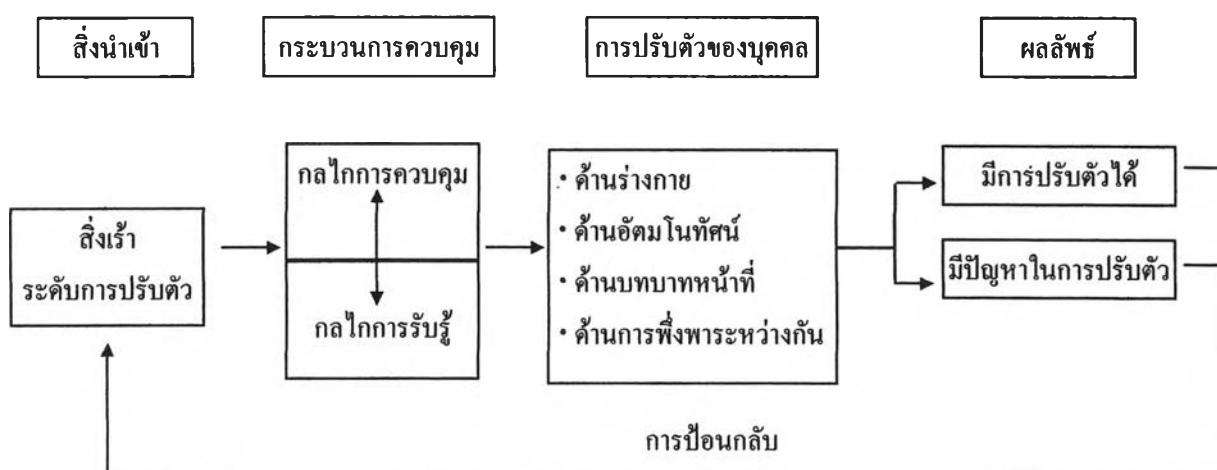 สิ่งนำเข้า
กระบวนการควบคุม
การปรับตัวของบุคคล
ผลลัพธ์
สิ่งเร้า
ระดับการปรับตัว
กลไกการควบคุม
กลไกการรับรู้
• ด้านร่างกาย
• ด้านอัตมโนทัศน์
• ด้านบทบาทหน้าที่
• ด้านการพึ่งพาระหว่างกัน
มีการปรับตัวได้
มีปัญหาในการปรับตัว
การป้อนกลับ